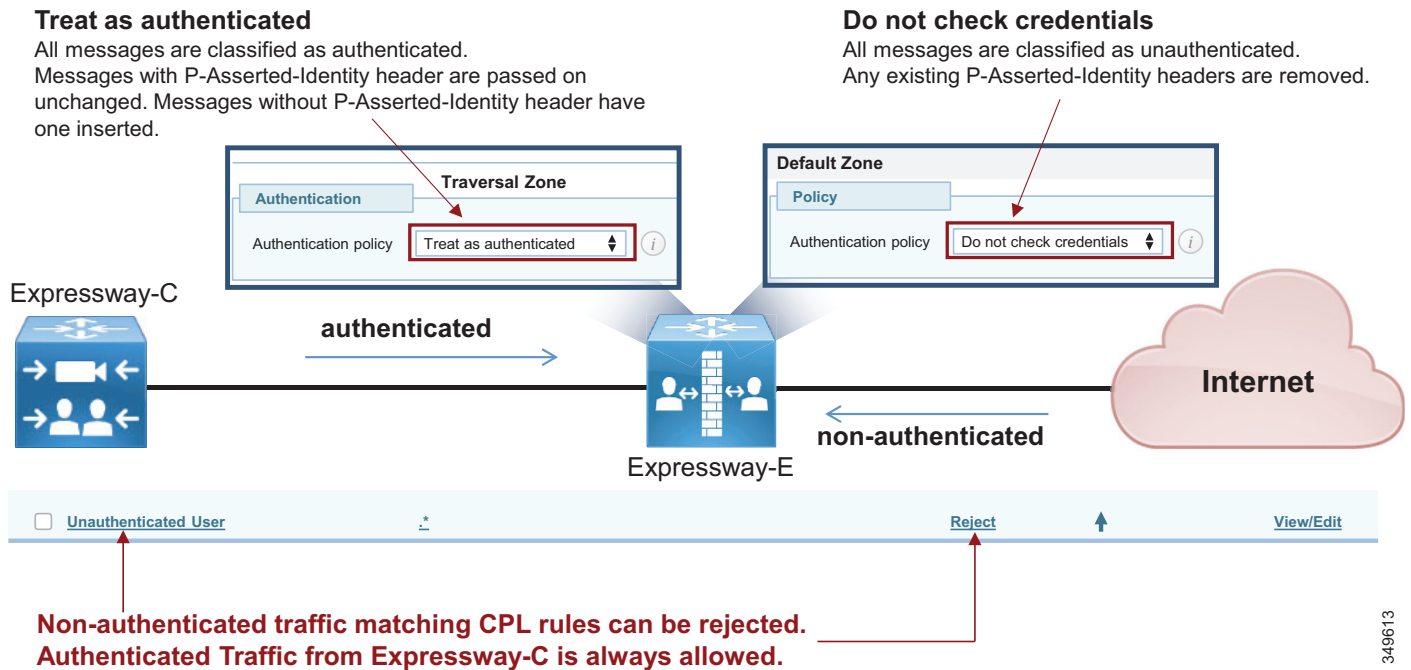 Treat as authenticated
All messages are classified as authenticated.
Messages with P-Asserted-Identity header are passed on
unchanged. Messages without P-Asserted-Identity header have
one inserted.
Do not check credentials
All messages are classified as unauthenticated.
Any existing P-Asserted-Identity headers are removed.
Traversal Zone
Authentication
Authentication policy
Treat as authenticated
i
Default Zone
Policy
Authentication policy
Do not check credentials
i
Expressway-C
authenticated
Internet
non-authenticated
Expressway-E
Unauthenticated User
.*
Reject
View/Edit
Non-authenticated traffic matching CPL rules can be rejected.
Authenticated Traffic from Expressway-C is always allowed.
349613